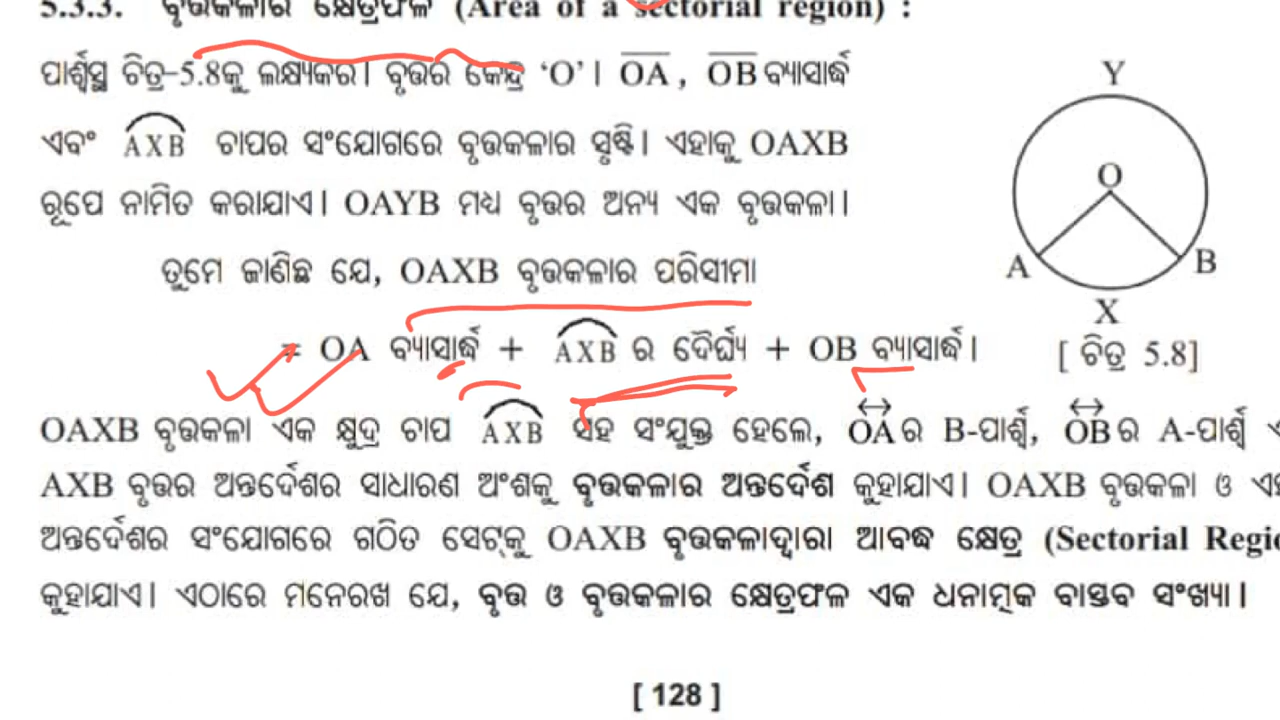 5.3.3. ବୃତ୍ତକଳାର କ୍ଷେତ୍ରଫଳ (Area of a sectorial region) :
ପାର୍ଶ୍ୱସ୍ଥ ଚିତ୍ର-5.8କୁ ଲକ୍ଷ୍ୟକର। ବୃତ୍ତର କେନ୍ଦ୍ର ‘O’। OA, OB ବ୍ୟାସାର୍ଦ୍ଧ
ଏବଂ AXB ଚାପର ସଂଯୋଗରେ ବୃତ୍ତକଳାର ସୃଷ୍ଟି। ଏହାକୁ OAXB
ରୂପେ ନାମିତ କରାଯାଏ। OAYB ମଧ୍ୟ ବୃତ୍ତର ଅନ୍ୟ ଏକ ବୃତ୍ତକଳା।
ତୁମେ ଜାଣିଛ ଯେ, OAXB ବୃତ୍ତକଳାର ପରିସୀମା
= OA ବ୍ୟାସାର୍ଦ୍ଧ + AXB ର ଦୈର୍ଘ୍ୟ + OB ବ୍ୟାସାର୍ଦ୍ଧ।
Y
O
A
B
X
[ ଚିତ୍ର 5.8]
OAXB ବୃତ୍ତକଳା ଏକ କ୍ଷୁଦ୍ର ଚାପ AXB ସହ ସଂଯୁକ୍ତ ହେଲେ, OAର B-ପାର୍ଶ୍ୱ, OBର A-ପାର୍ଶ୍ୱ
AXB ବୃତ୍ତର ଅନ୍ତର୍ଦେଶର ସାଧାରଣ ଅଂଶକୁ ବୃତ୍ତକଳାର ଅନ୍ତର୍ଦେଶ କୁହାଯାଏ। OAXB ବୃତ୍ତକଳା ଓ
ଅନ୍ତର୍ଦେଶର ସଂଯୋଗରେ ଗଠିତ ସେଟ୍‌କୁ OAXB ବୃତ୍ତକଳାଦ୍ୱାରା ଆବଦ୍ଧ କ୍ଷେତ୍ର (Sectorial Regio
କୁହାଯାଏ। ଏଠାରେ ମନେରଖ ଯେ, ବୃତ୍ତ ଓ ବୃତ୍ତକଳାର କ୍ଷେତ୍ରଫଳ ଏକ ଧନାତ୍ମକ ବାସ୍ତବ ସଂଖ୍ୟା।
[ 128 ]